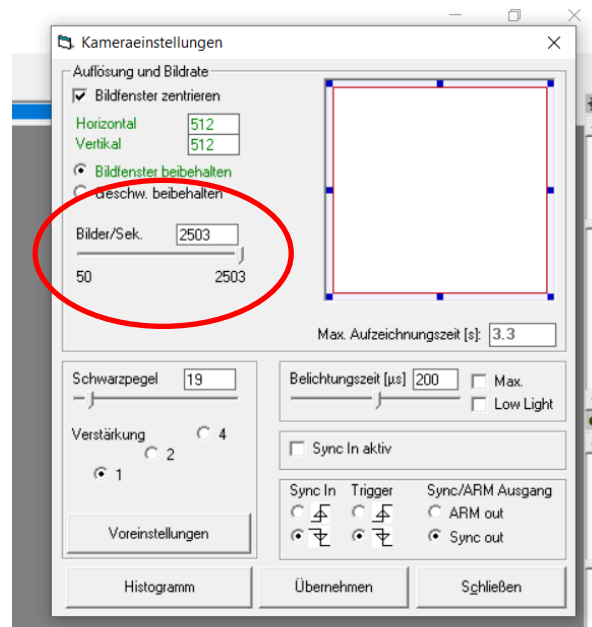 Kameraeinstellungen
Auflösung und Bildrate
Bildfenster zentrieren
Horizontal 512
Vertikal 512
Bildfenster beibehalten
Geschw. beibehalten
Bilder/Sek. 2503
50 2503
Max. Aufzeichnungszeit [s]: 3.3
Schwarzpegel 19
Verstärkung 4
2
1
Voreinstellungen
Belichtungszeit [µs] 200 Max.
Low Light
Sync In aktiv
Sync In Trigger Sync/ARM Ausgang
ARM out
Sync out
Histogramm Übernehmen Schließen